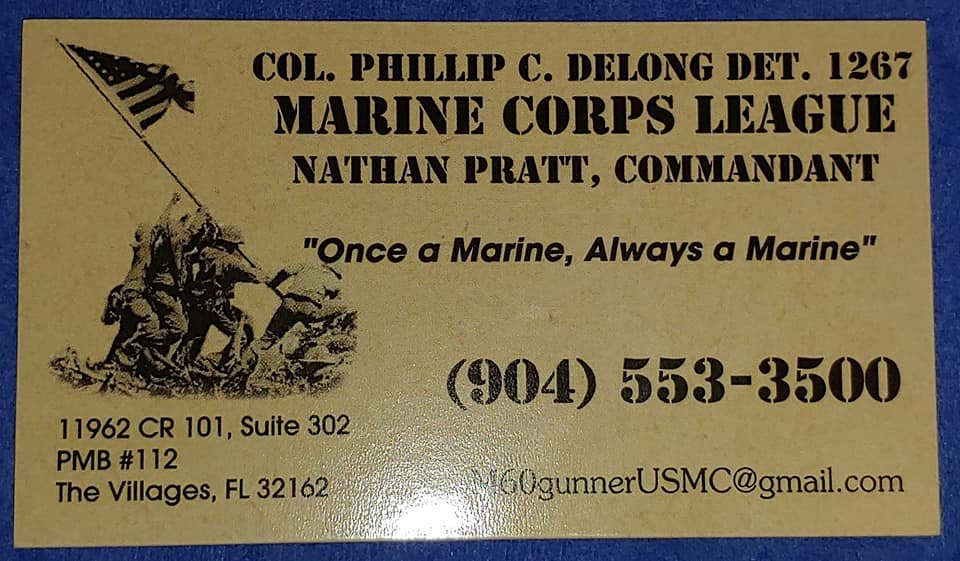 COL. PHILLIP C. DELONG DET. 1267
MARINE CORPS LEAGUE
NATHAN PRATT, COMMANDANT
"Once a Marine, Always a Marine"
(904) 553-3500
11962 CR 101, Suite 302
PMB #112
The Villages, FL 32162
M60gunnerUSMC@gmail.com